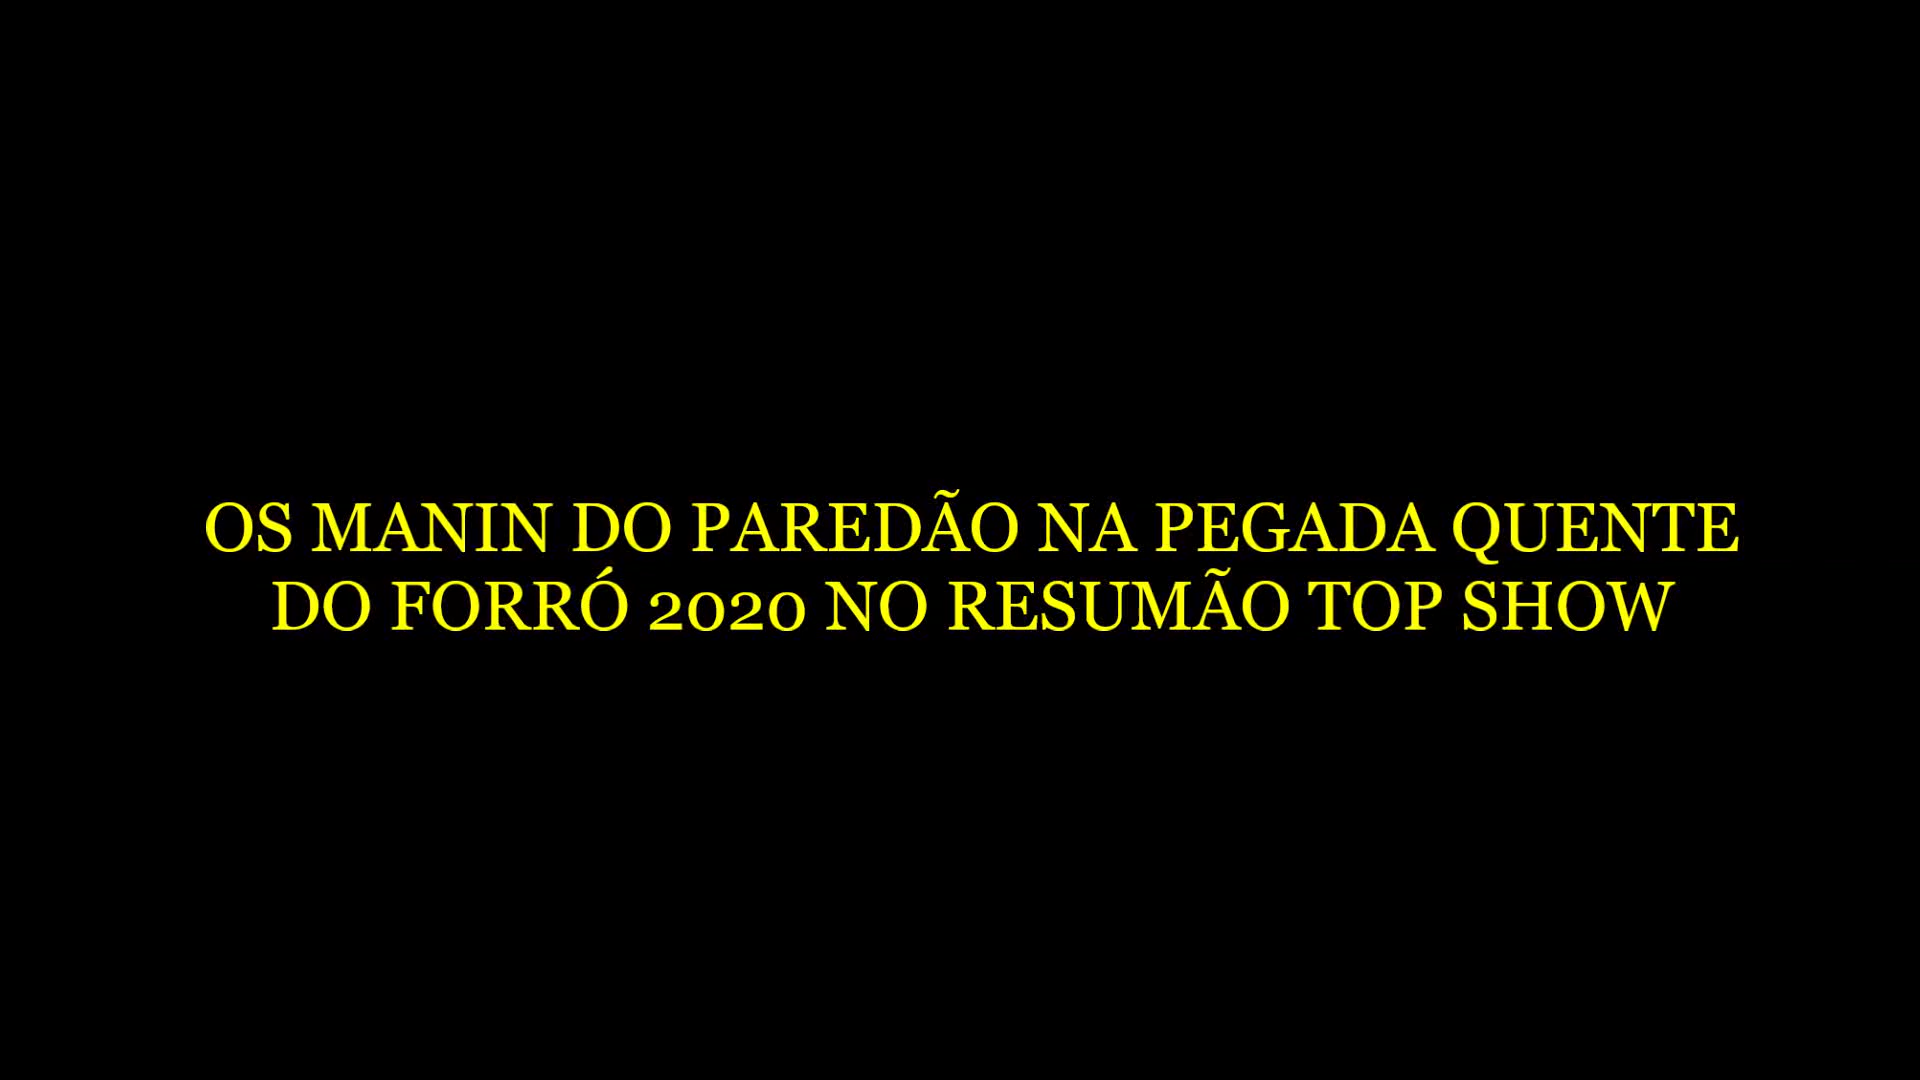 OS MANIN DO PAREDÃO NA PEGADA QUENTE
DO FORRÓ 2020 NO RESUMÃO TOP SHOW